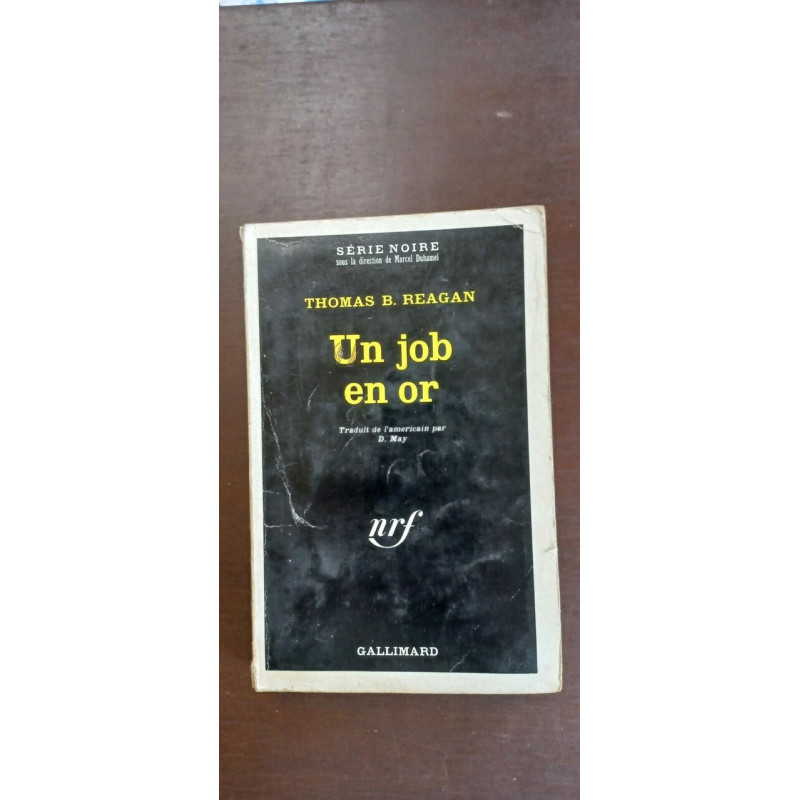 SÉRIE NOIRE
sous la direction de Marcel Duhamel
THOMAS B. REAGAN
Un job
en or
Traduit de l'americain par
D. May
nrf
GALLIMARD